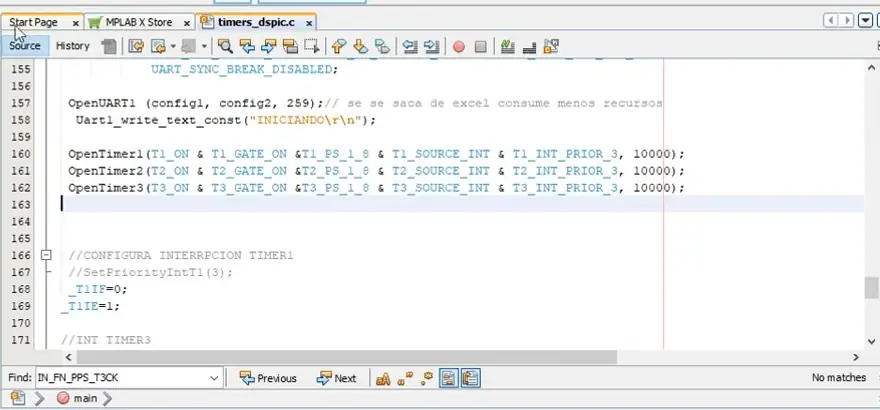 Start Page × MPLAB X Store × timers_dspic.c ×
Source History
155 UART_SYNC_BREAK_DISABLED;
156
157 OpenUART1 (config1, config2, 259);// se se saca de excel consume menos recursos
158 Uart1_write_text_const("INICIANDO\r\n");
159
160 OpenTimer1(T1_ON & T1_GATE_ON &T1_PS_1_8 & T1_SOURCE_INT & T1_INT_PRIOR_3, 10000);
161 OpenTimer2(T2_ON & T2_GATE_ON &T2_PS_1_8 & T2_SOURCE_INT & T2_INT_PRIOR_3, 10000);
162 OpenTimer3(T3_ON & T3_GATE_ON &T3_PS_1_8 & T3_SOURCE_INT & T3_INT_PRIOR_3, 10000);
163
164
165
166 //CONFIGURA INTERRPCION TIMER1
167 //SetPriorityIntT1(3);
168 _T1IF=0;
169 _T1IE=1;
170
171 //INT TIMER3
Find: IN_FN_PPS_T3CK Previous Next No matches
main